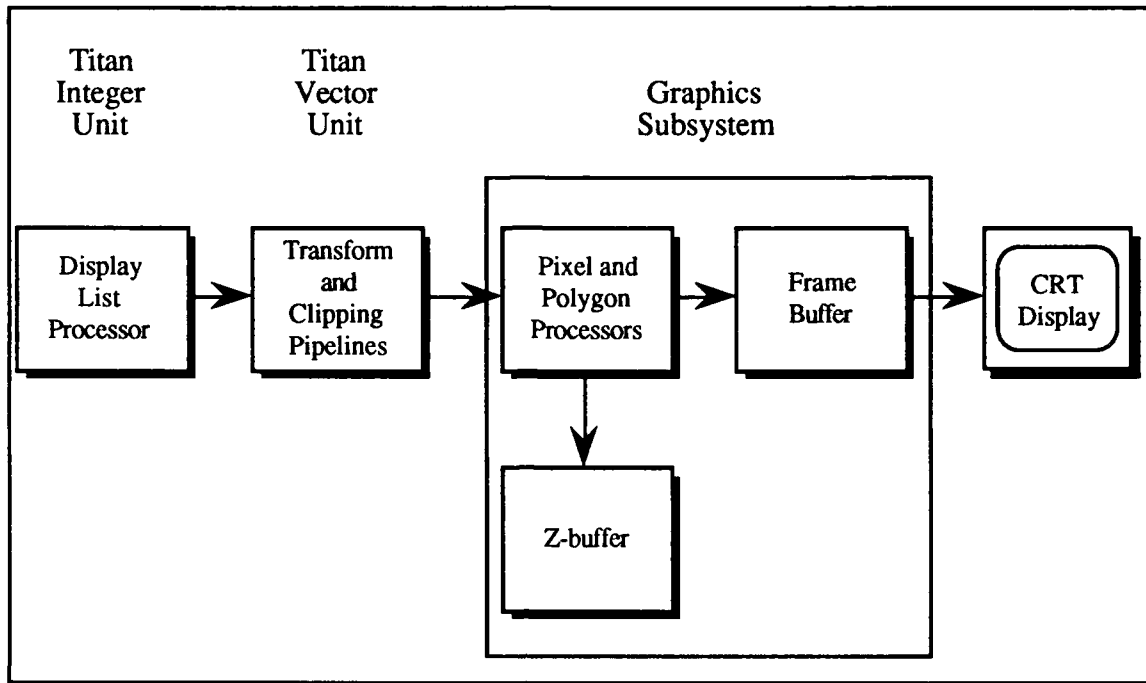 Titan
Integer
Unit
Titan
Vector
Unit
Graphics
Subsystem
Display
List
Processor
Transform
and
Clipping
Pipelines
Pixel and
Polygon
Processors
Frame
Buffer
CRT
Display
Z-buffer